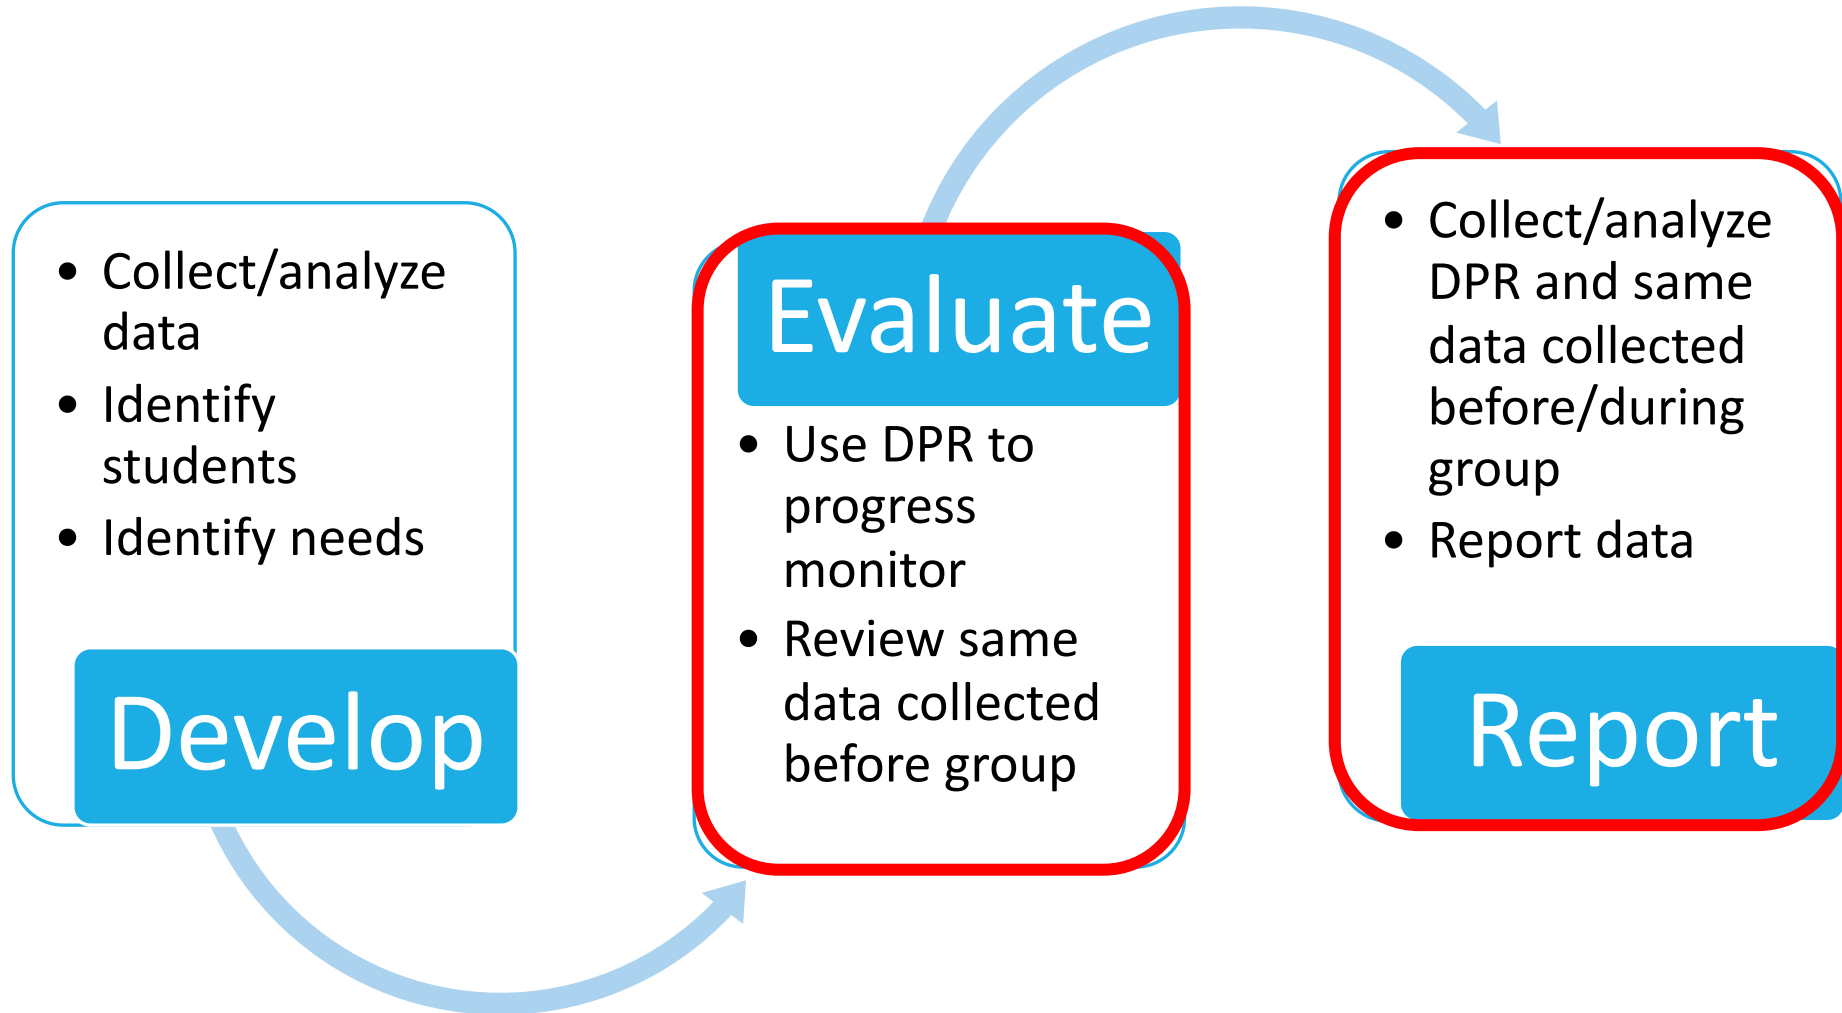 • Collect/analyze
data
• Identify
students
• Identify needs
Develop
Evaluate
• Use DPR to
progress
monitor
• Review same
data collected
before group
• Collect/analyze
DPR and same
data collected
before/during
group
• Report data
Report